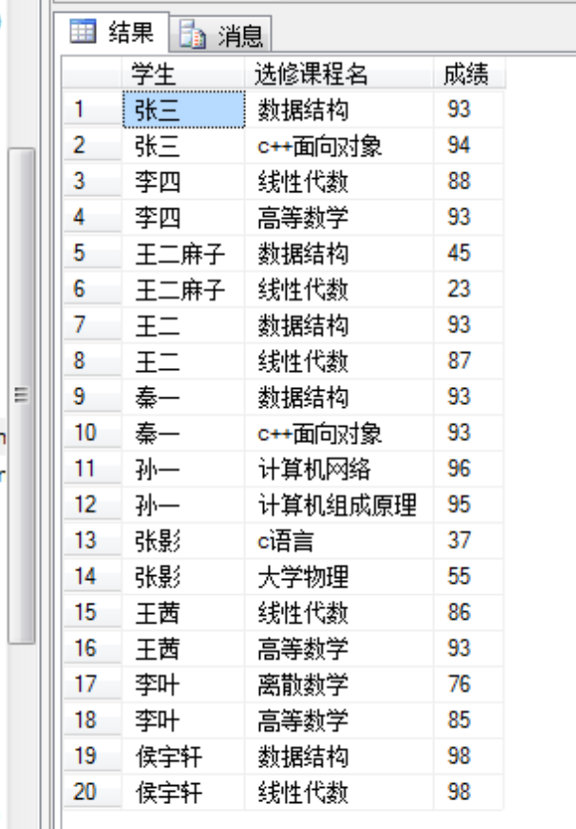 结果 消息
学生 选修课程名 成绩
1 张三 数据结构 93
2 张三 c++面向对象 94
3 李四 线性代数 88
4 李四 高等数学 93
5 王二麻子 数据结构 45
6 王二麻子 线性代数 23
7 王二 数据结构 93
8 王二 线性代数 87
9 秦一 数据结构 93
10 秦一 c++面向对象 93
11 孙一 计算机网络 96
12 孙一 计算机组成原理 95
13 张影 c语言 37
14 张影 大学物理 55
15 王茜 线性代数 86
16 王茜 高等数学 93
17 李叶 离散数学 76
18 李叶 高等数学 85
19 侯宇轩 数据结构 98
20 侯宇轩 线性代数 98